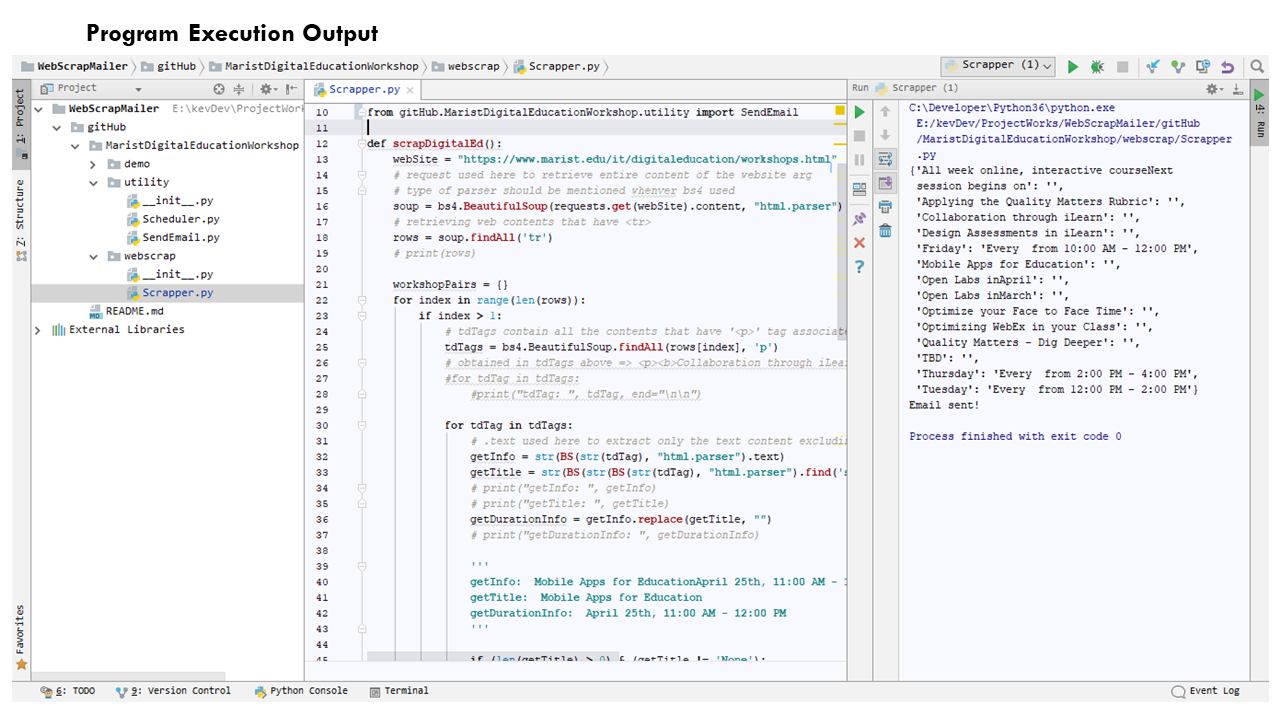 Program Execution Output
WebScrapMailer gitHub MaristDigitalEducationWorkshop webscrap Scrapper.py
Scrapper (1)
1: Project
Z: Structure
Favorites
Project
WebScrapMailer E:\kevDev\ProjectWor
gitHub
MaristDigitalEducationWorkshop
demo
utility
__init__.py
Scheduler.py
SendEmail.py
webscrap
__init__.py
Scrapper.py
README.md
External Libraries
Scrapper.py
10 from gitHub.MaristDigitalEducationWorkshop.utility import SendEmail
11
12 def scrapDigitalEd():
13 webSite = "https://www.marist.edu/it/digitaleducation/workshops.html"
14 # request used here to retrieve entire content of the website arg
15 # type of parser should be mentioned whenver bs4 used
16 soup = bs4.BeautifulSoup(requests.get(webSite).content, "html.parser")
17 # retrieving web contents that have <tr>
18 rows = soup.findAll('tr')
19 # print(rows)
20
21 workshopPairs = {}
22 for index in range(len(rows)):
23 if index > 1:
24 # tdTags contain all the contents that have '<p>' tag associate
25 tdTags = bs4.BeautifulSoup.findAll(rows[index], 'p')
26 # obtained in tdTags above => <p><b>Collaboration through iLear
27 #for tdTag in tdTags:
28 #print("tdTag: ", tdTag, end="\n\n")
29
30 for tdTag in tdTags:
31 # .text used here to extract only the text content excludin
32 getInfo = str(BS(str(tdTag), "html.parser").text)
33 getTitle = str(BS(str(BS(str(tdTag), "html.parser").find('s
34 # print("getInfo: ", getInfo)
35 # print("getTitle: ", getTitle)
36 getDurationInfo = getInfo.replace(getTitle, "")
37 # print("getDurationInfo: ", getDurationInfo)
38
39 '''
40 getInfo: Mobile Apps for EducationApril 25th, 11:00 AM - 1
41 getTitle: Mobile Apps for Education
42 getDurationInfo: April 25th, 11:00 AM - 12:00 PM
43 '''
44
45 if (len(getTitle) > 0) & (getTitle != 'None'):
Run Scrapper (1)
C:\Developer\Python36\python.exe
E:/kevDev/ProjectWorks/WebScrapMailer/gitHub
/MaristDigitalEducationWorkshop/webscrap/Scrapper
.py
{'All week online, interactive courseNext
session begins on': '',
'Applying the Quality Matters Rubric': '',
'Collaboration through iLearn': '',
'Design Assessments in iLearn': '',
'Friday': 'Every  from 10:00 AM - 12:00 PM',
'Mobile Apps for Education': '',
'Open Labs inApril': '',
'Open Labs inMarch': '',
'Optimize your Face to Face Time': '',
'Optimizing WebEx in your Class': '',
'Quality Matters - Dig Deeper': '',
'TBD': '',
'Thursday': 'Every  from 2:00 PM - 4:00 PM',
'Tuesday': 'Every  from 12:00 PM - 2:00 PM'}
Email sent!
Process finished with exit code 0
4: Run
6: TODO 9: Version Control Python Console Terminal Event Log